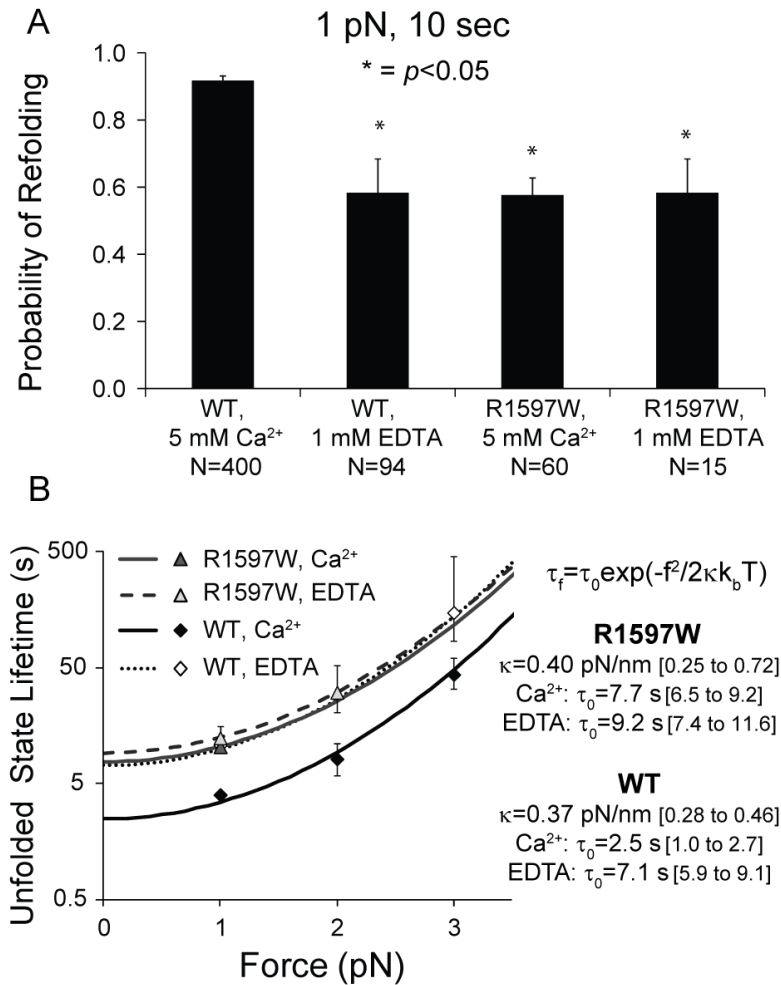 A
1 pN, 10 sec
* = p<0.05
Probability of Refolding
1.0
0.8
0.6
0.4
0.2
0.0
*
*
*
WT,
5 mM Ca²⁺
N=400
WT,
1 mM EDTA
N=94
R1597W,
5 mM Ca²⁺
N=60
R1597W,
1 mM EDTA
N=15
B
Unfolded State Lifetime (s)
500
50
5
0.5
R1597W, Ca²⁺
R1597W, EDTA
WT, Ca²⁺
WT, EDTA
0
1
2
3
Force (pN)
τf=τ₀exp(-f²/2κkbT)
R1597W
κ=0.40 pN/nm [0.25 to 0.72]
Ca²⁺: τ₀=7.7 s [6.5 to 9.2]
EDTA: τ₀=9.2 s [7.4 to 11.6]
WT
κ=0.37 pN/nm [0.28 to 0.46]
Ca²⁺: τ₀=2.5 s [1.0 to 2.7]
EDTA: τ₀=7.1 s [5.9 to 9.1]